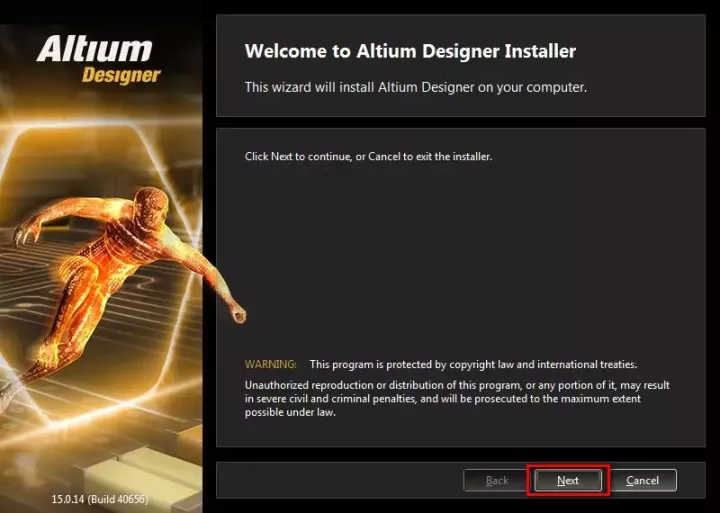 Altium
Designer
Welcome to Altium Designer Installer
This wizard will install Altium Designer on your computer.
Click Next to continue, or Cancel to exit the installer.
WARNING: This program is protected by copyright law and international treaties.
Unauthorized reproduction or distribution of this program, or any portion of it, may result
in severe civil and criminal penalties, and will be prosecuted to the maximum extent
possible under law.
15.0.14 (Build 40656)
Back Next Cancel